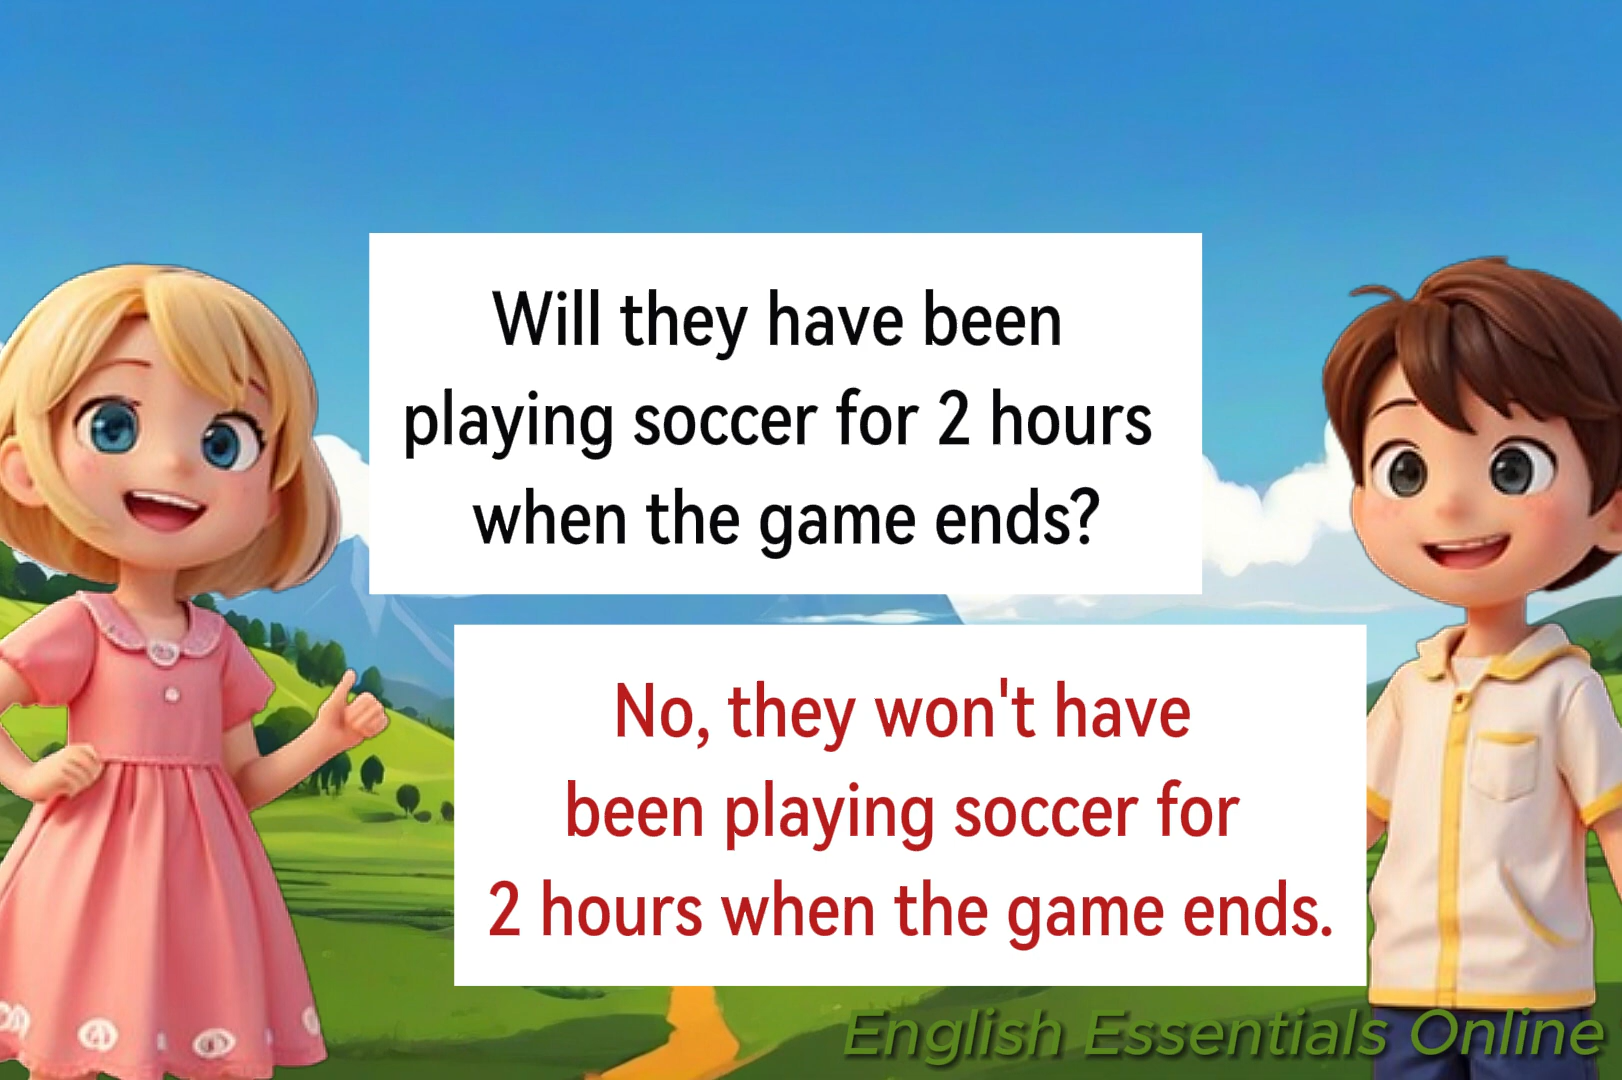 Will they have been
playing soccer for 2 hours
when the game ends?
No, they won't have
been playing soccer for
2 hours when the game ends.
English Essentials Online